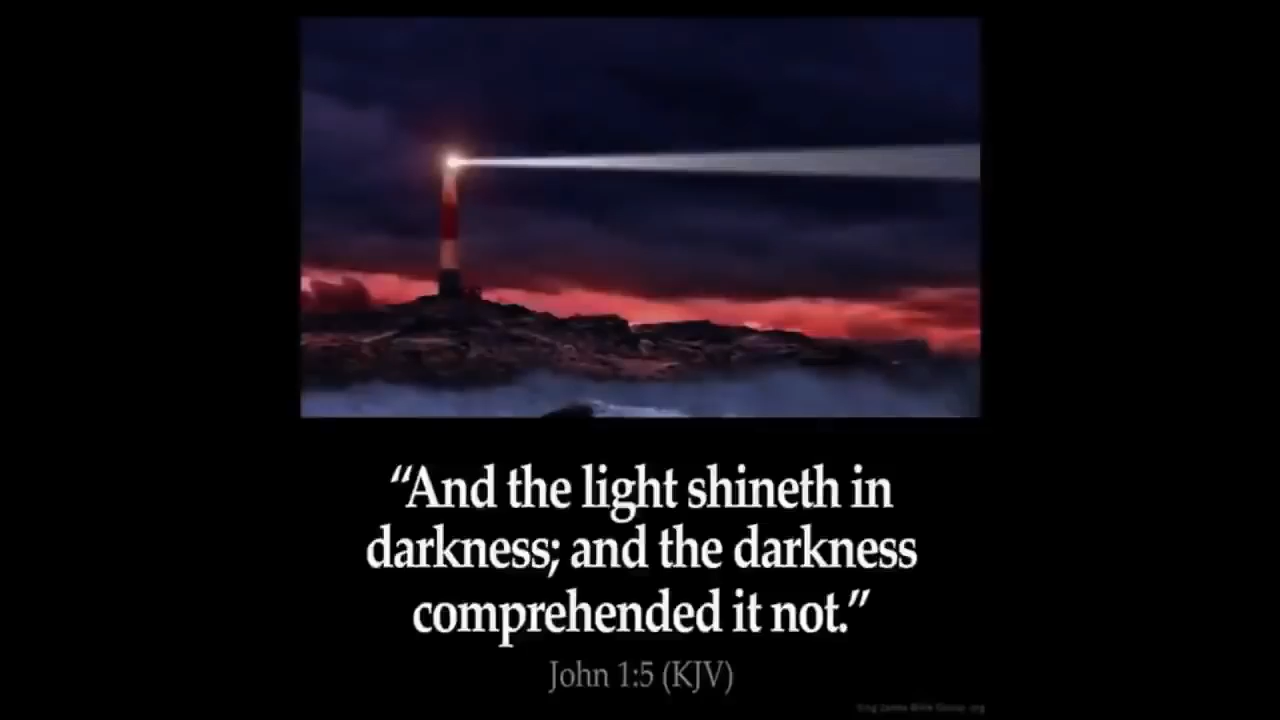 “And the light shineth in
darkness; and the darkness
comprehended it not.”
John 1:5 (KJV)